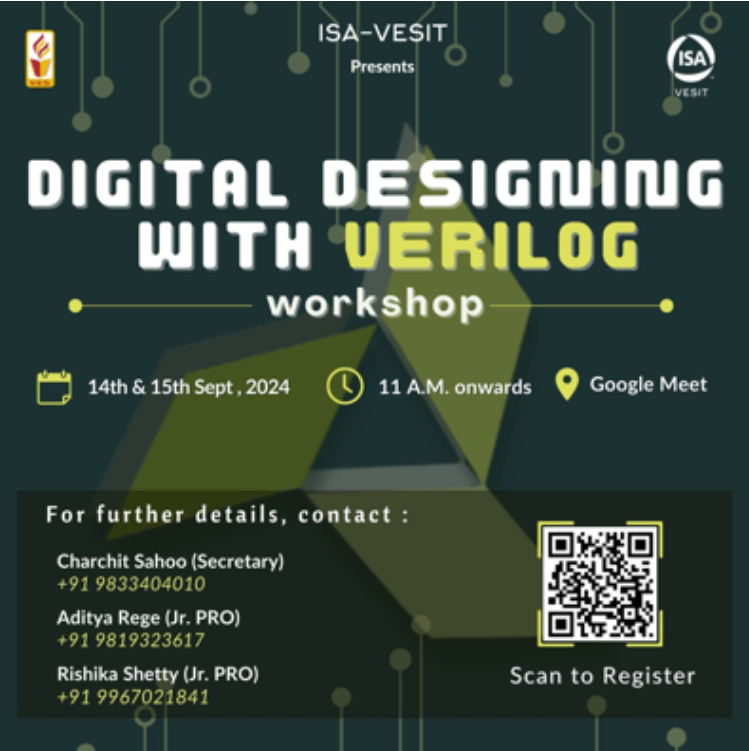 ISA-VESIT
Presents
VES
ISA
VESIT
DIGITAL DESIGNING
WITH VERILOG
workshop
14th & 15th Sept , 2024
11 A.M. onwards
Google Meet
For further details, contact :
Charchit Sahoo (Secretary)
+91 9833404010
Aditya Rege (Jr. PRO)
+91 9819323617
Rishika Shetty (Jr. PRO)
+91 9967021841
Scan to Register